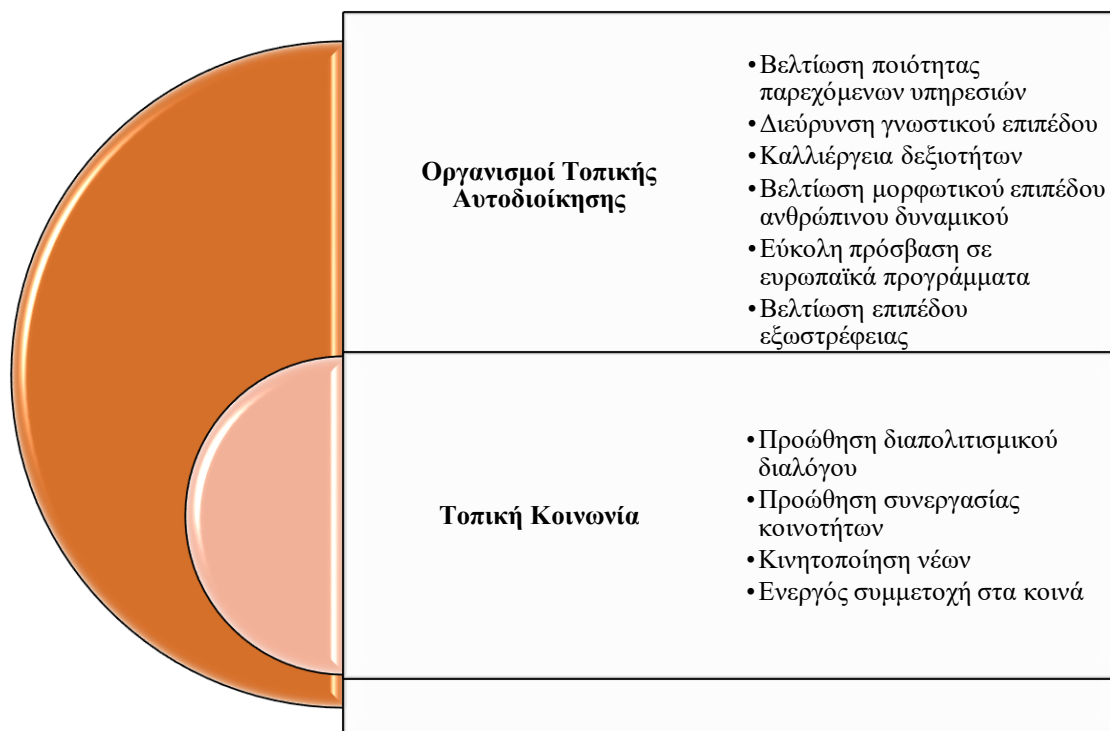 Οργανισμοί Τοπικής
Αυτοδιοίκησης
•Βελτίωση ποιότητας
παρεχόμενων υπηρεσιών
•Διεύρυνση γνωστικού επιπέδου
•Καλλιέργεια δεξιοτήτων
•Βελτίωση μορφωτικού επιπέδου
ανθρώπινου δυναμικού
•Εύκολη πρόσβαση σε
ευρωπαϊκά προγράμματα
•Βελτίωση επιπέδου
εξωστρέφειας
Τοπική Κοινωνία
•Προώθηση διαπολιτισμικού
διαλόγου
•Προώθηση συνεργασίας
κοινοτήτων
•Κινητοποίηση νέων
•Ενεργός συμμετοχή στα κοινά